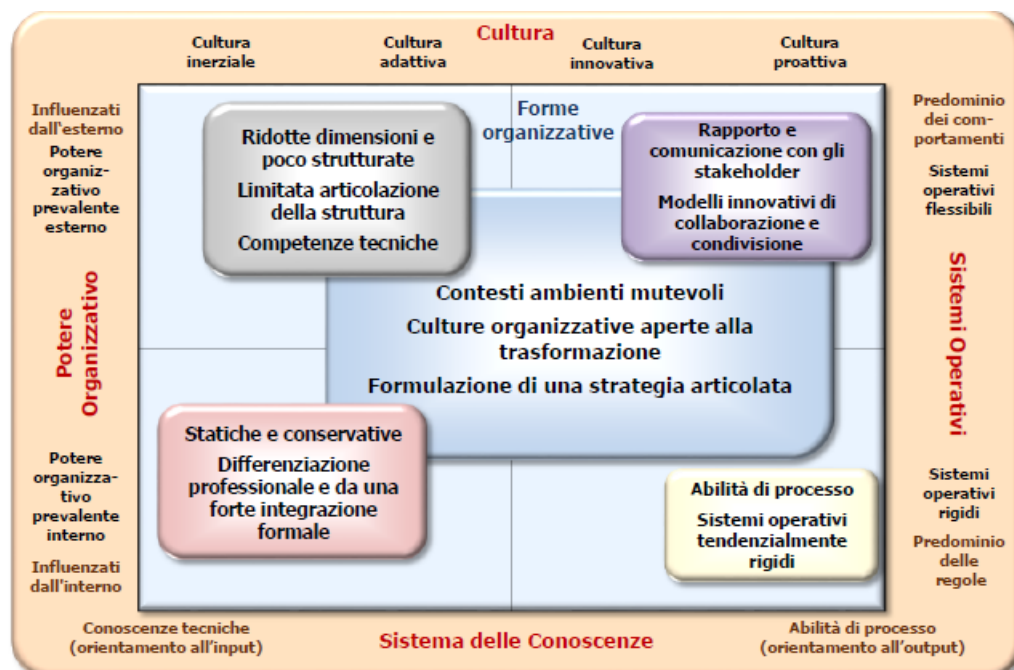 Cultura
Cultura
inerziale
Cultura
adattiva
Cultura
innovativa
Cultura
proattiva
Influenzati
dall'esterno
Potere
organiz-
zativo
prevalente
esterno
Potere
Organizzativo
Potere
organizza-
tivo
prevalente
interno
Influenzati
dall'interno
Forme
organizzative
Ridotte dimensioni e
poco strutturate
Limitata articolazione
della struttura
Competenze tecniche
Rapporto e
comunicazione con gli
stakeholder
Modelli innovativi di
collaborazione e
condivisione
Contesti ambienti mutevoli
Culture organizzative aperte alla
trasformazione
Formulazione di una strategia articolata
Statiche e conservative
Differenziazione
professionale e da una
forte integrazione
formale
Abilità di processo
Sistemi operativi
tendenzialmente
rigidi
Predominio
dei com-
portamenti
Sistemi
operativi
flessibili
Sistemi Operativi
Sistemi
operativi
rigidi
Predominio
delle
regole
Conoscenze tecniche
(orientamento all'input)
Sistema delle Conoscenze
Abilità di processo
(orientamento all'output)